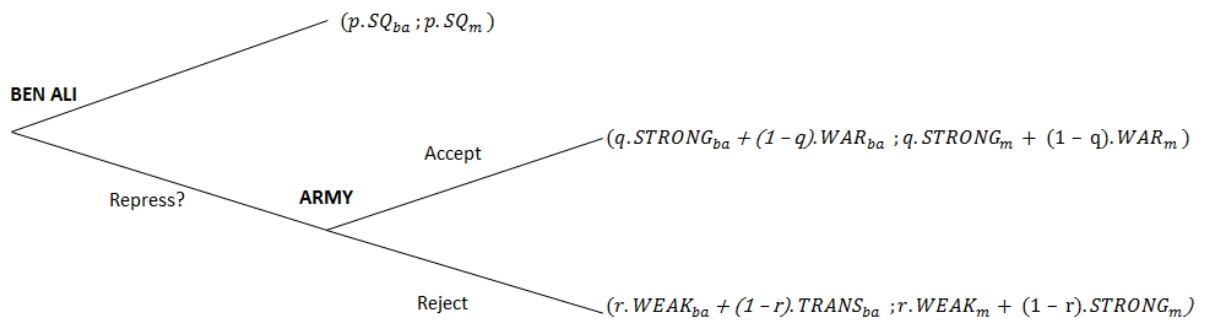 (p.SQ_ba ; p.SQ_m)
BEN ALI
(q.STRONG_ba + (1 – q).WAR_ba ; q.STRONG_m + (1 − q).WAR_m)
Accept
Repress?
ARMY
Reject
(r.WEAK_ba + (1 – r).TRANS_ba ; r.WEAK_m + (1 − r).STRONG_m)